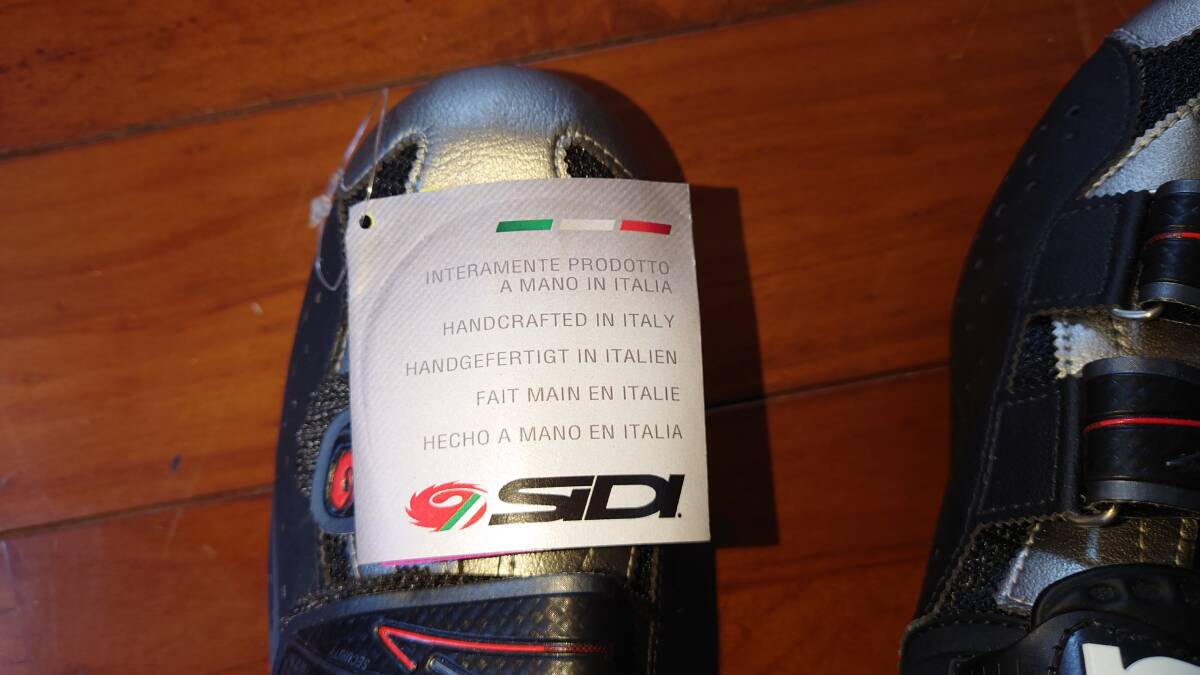 INTERAMENTE PRODOTTO
A MANO IN ITALIA
HANDCRAFTED IN ITALY
HANDGEFERTIGT IN ITALIEN
FAIT MAIN EN ITALIE
HECHO A MANO EN ITALIA
SIDI